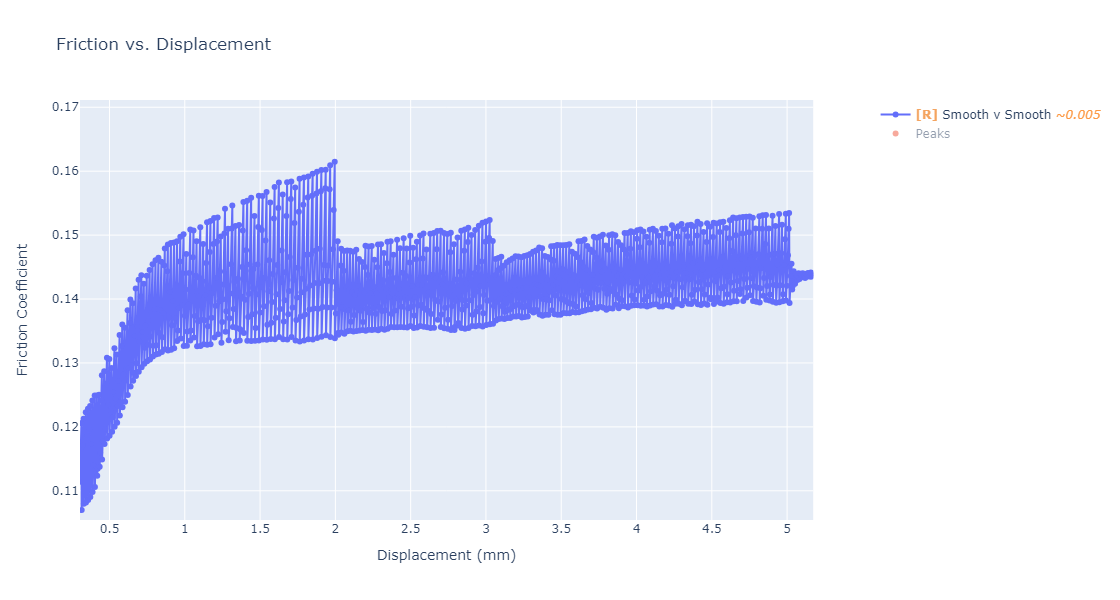 Friction vs. Displacement
[R] Smooth v Smooth ~0.005
Peaks
Friction Coefficient
0.17
0.16
0.15
0.14
0.13
0.12
0.11
0.5 1 1.5 2 2.5 3 3.5 4 4.5 5
Displacement (mm)